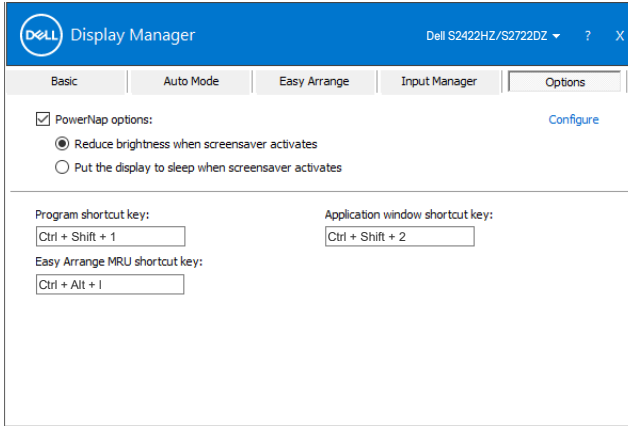 DELL Display Manager Dell S2422HZ/S2722DZ ? X
Basic Auto Mode Easy Arrange Input Manager Options
PowerNap options: Configure
Reduce brightness when screensaver activates
Put the display to sleep when screensaver activates
Program shortcut key: Application window shortcut key:
Ctrl + Shift + 1 Ctrl + Shift + 2
Easy Arrange MRU shortcut key:
Ctrl + Alt + l